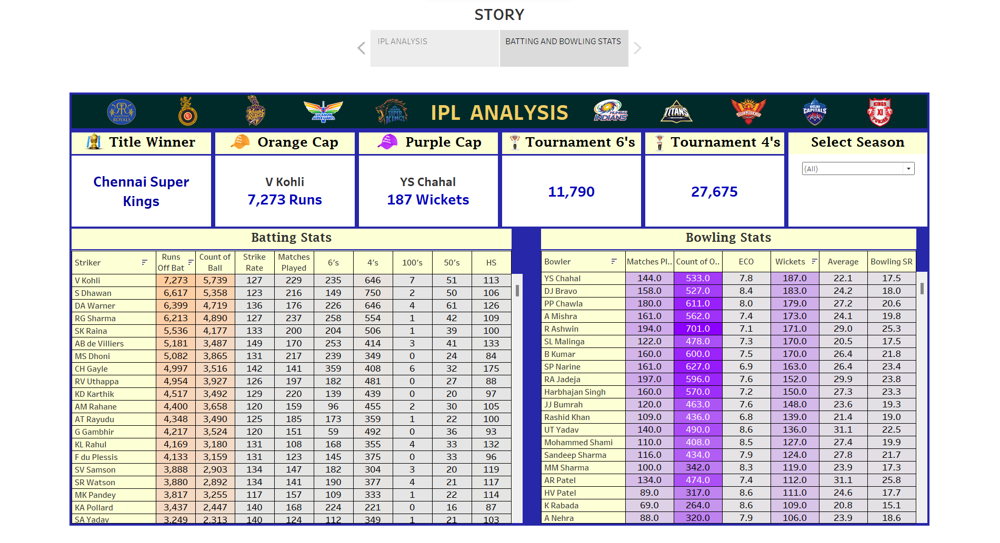 STORY
IPL ANALYSIS
BATTING AND BOWLING STATS
RAJASTHAN ROYALS
Knight Riders
LUCKNOW SUPER GIANTS
CHENNAI SUPER KINGS
IPL ANALYSIS
MUMBAI INDIANS
TITANS
SUNRISERS
DELHI CAPITALS
KINGS XI PUNJAB
Title Winner
Orange Cap
Purple Cap
Tournament 6's
Tournament 4's
Select Season
Chennai Super
Kings
V Kohli
7,273 Runs
YS Chahal
187 Wickets
11,790
27,675
(All)
Batting Stats
Striker Runs Off Bat Count of Ball Strike Rate Matches Played 6's 4's 100's 50's HS
V Kohli 7,273 5,739 127 229 235 646 7 51 113
S Dhawan 6,617 5,358 123 216 149 750 2 50 106
DA Warner 6,399 4,719 136 176 226 646 4 61 126
RG Sharma 6,213 4,890 127 237 258 554 1 42 109
SK Raina 5,536 4,177 133 200 204 506 1 39 100
AB de Villiers 5,181 3,487 149 170 253 414 3 41 133
MS Dhoni 5,082 3,865 131 217 239 349 0 24 84
CH Gayle 4,997 3,516 142 141 359 408 6 32 175
RV Uthappa 4,954 3,927 126 197 182 481 0 27 88
KD Karthik 4,517 3,492 129 220 139 439 0 20 97
AM Rahane 4,400 3,658 120 159 96 455 2 30 105
AT Rayudu 4,348 3,490 125 185 173 359 1 22 100
G Gambhir 4,217 3,524 120 151 59 492 0 36 93
KL Rahul 4,169 3,180 131 108 168 355 4 33 132
F du Plessis 4,133 3,159 131 123 145 375 0 33 96
SV Samson 3,888 2,903 134 147 182 304 3 20 119
SR Watson 3,880 2,892 134 141 190 377 4 21 117
MK Pandey 3,817 3,255 117 157 109 333 1 22 114
KA Pollard 3,437 2,447 140 168 224 221 0 16 87
SA Yadav 3,249 2,313 140 124 112 349 1 21 103
Bowling Stats
Bowler Matches Pl.. Count of O.. ECO Wickets Average Bowling SR
YS Chahal 144.0 533.0 7.8 187.0 22.1 17.5
DJ Bravo 158.0 527.0 8.4 183.0 24.2 18.0
PP Chawla 180.0 611.0 8.0 179.0 27.2 20.6
A Mishra 161.0 562.0 7.4 173.0 24.1 19.8
R Ashwin 194.0 701.0 7.1 171.0 29.0 25.3
SL Malinga 122.0 478.0 7.3 170.0 20.5 17.5
B Kumar 160.0 600.0 7.5 170.0 26.4 21.8
SP Narine 161.0 627.0 6.9 163.0 26.4 23.4
RA Jadeja 197.0 596.0 7.6 152.0 29.9 23.8
Harbhajan Singh 160.0 570.0 7.2 150.0 27.3 23.3
JJ Bumrah 120.0 463.0 7.6 148.0 23.6 19.3
Rashid Khan 109.0 436.0 6.8 139.0 21.4 19.0
UT Yadav 140.0 490.0 8.6 136.0 31.1 22.5
Mohammed Shami 110.0 408.0 8.5 127.0 27.4 19.9
Sandeep Sharma 116.0 434.0 7.9 124.0 27.8 21.7
MM Sharma 100.0 342.0 8.3 119.0 23.9 17.3
AR Patel 134.0 474.0 7.4 112.0 31.1 25.8
HV Patel 89.0 317.0 8.6 111.0 24.6 17.7
K Rabada 69.0 264.0 8.6 109.0 20.8 15.1
A Nehra 88.0 320.0 7.9 106.0 23.9 18.6